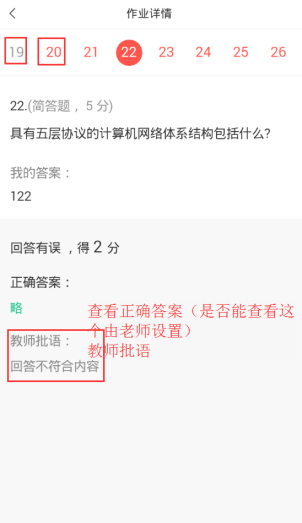 作业详情
19 20 21 22 23 24 25 26
22.(简答题，5 分)
具有五层协议的计算机网络体系结构包括什么?
我的答案：
122
回答有误 ，得 2 分
正确答案：
略
查看正确答案（是否能查看这
个由老师设置）
教师批语：
教师批语
回答不符合内容